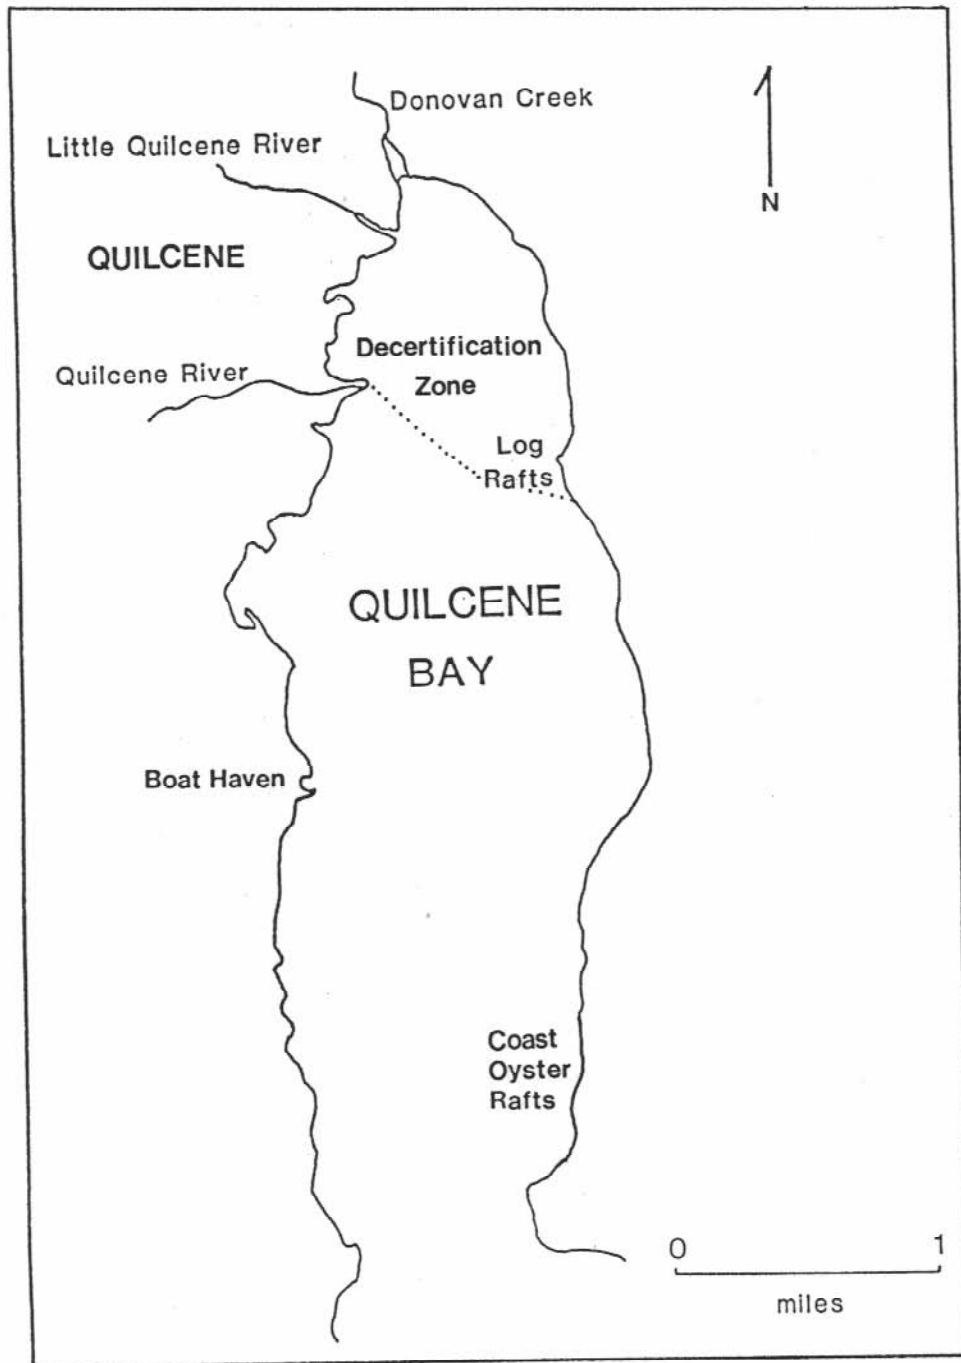 Donovan Creek
Little Quilcene River
N
QUILCENE
Decertification
Zone
Quilcene River
Log
Rafts
QUILCENE
BAY
Boat Haven
Coast
Oyster
Rafts
0 1
miles